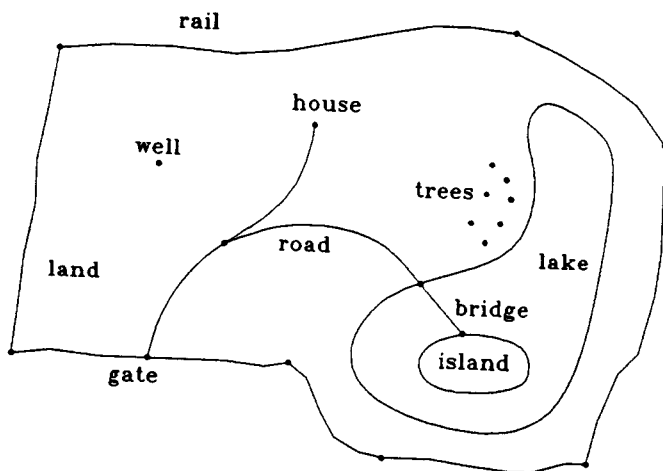 rail
house
well
trees
road
land
lake
bridge
island
gate